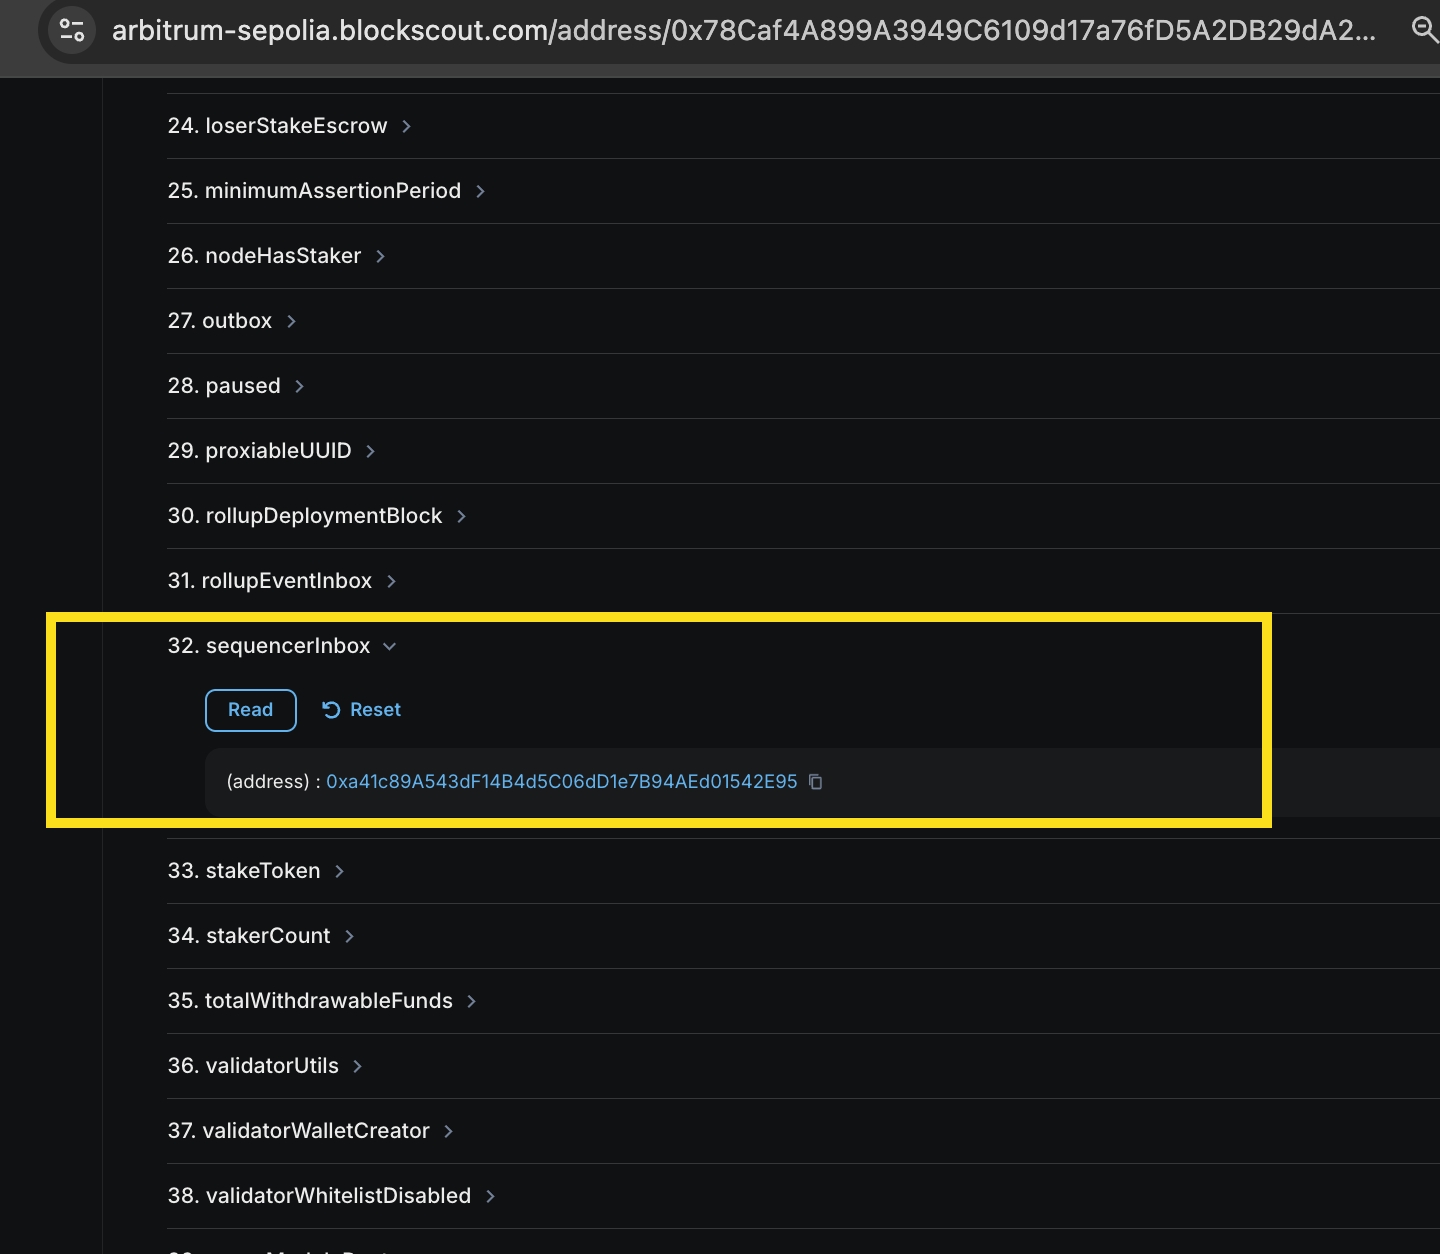 arbitrum-sepolia.blockscout.com/address/0x78Caf4A899A3949C6109d17a76fD5A2DB29dA2...
24. loserStakeEscrow
25. minimumAssertionPeriod
26. nodeHasStaker
27. outbox
28. paused
29. proxiableUUID
30. rollupDeploymentBlock
31. rollupEventInbox
32. sequencerInbox
Read Reset
(address) : 0xa41c89A543dF14B4d5C06dD1e7B94AEd01542E95
33. stakeToken
34. stakerCount
35. totalWithdrawableFunds
36. validatorUtils
37. validatorWalletCreator
38. validatorWhitelistDisabled